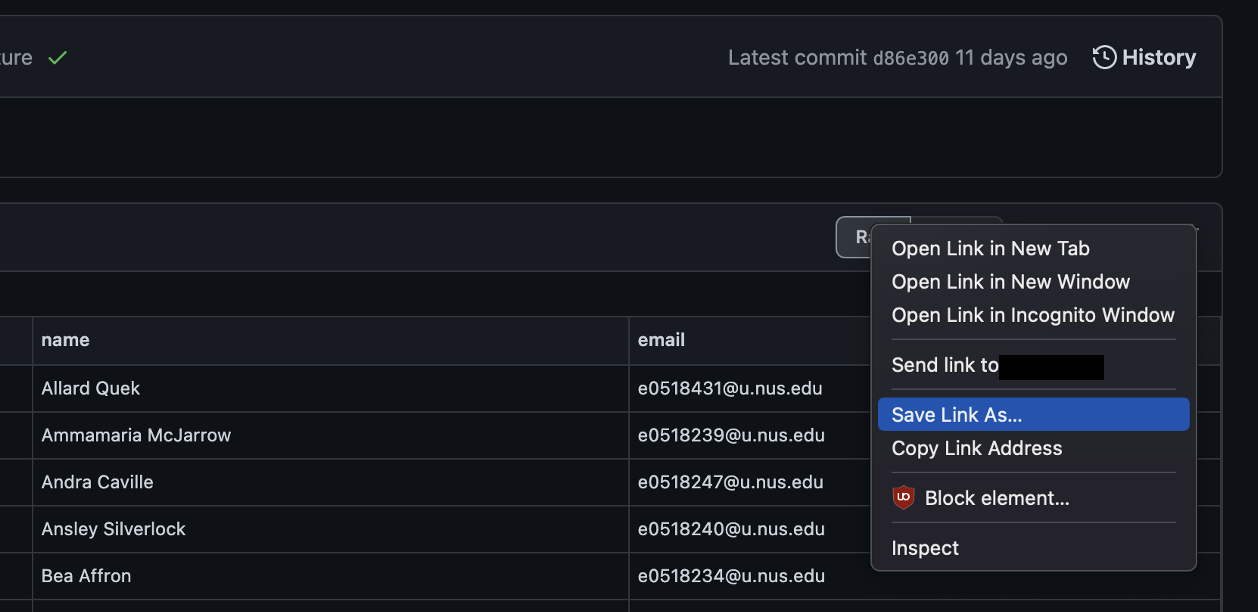 ture
Latest commit d86e300 11 days ago
History
Open Link in New Tab
Open Link in New Window
Open Link in Incognito Window
Send link to
Save Link As...
Copy Link Address
Block element...
Inspect
name email
Allard Quek e0518431@u.nus.edu
Ammamaria McJarrow e0518239@u.nus.edu
Andra Caville e0518247@u.nus.edu
Ansley Silverlock e0518240@u.nus.edu
Bea Affron e0518234@u.nus.edu